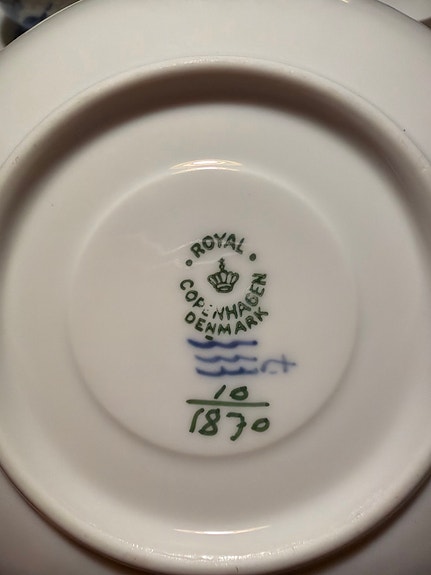 ROYAL
COPENHAGEN
DENMARK
t:
10
1870